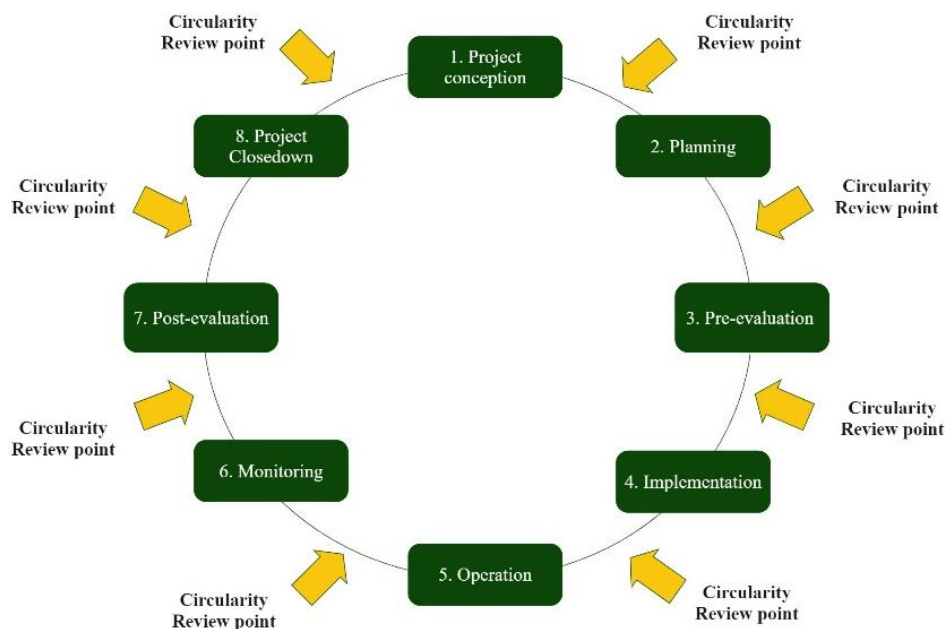 Circularity
Review point
1. Project
conception
Circularity
Review point
8. Project
Closedown
2. Planning
Circularity
Review point
Circularity
Review point
7. Post-evaluation
3. Pre-evaluation
Circularity
Review point
Circularity
Review point
6. Monitoring
4. Implementation
5. Operation
Circularity
Review point
Circularity
Review point